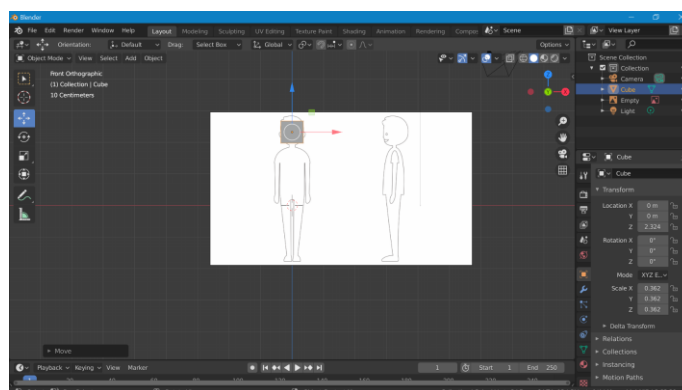 Blender
File Edit Render Window Help Layout Modeling Sculpting UV Editing Texture Paint Shading Animation Rendering Scene View Layer
Orientation: Default Drag: Select Box Global Options
Object Mode View Select Add Object
Front Orthographic
(1) Collection | Cube
10 Centimeters
Scene Collection
Collection
Camera
Cube
Empty
Light
Cube
Cube
Transform
Location X 0 m
Y 0 m
Z 2.324
Rotation X 0°
Y 0°
Z 0°
Mode XYZ E..
Scale X 0.362
Y 0.362
Z 0.362
Delta Transform
Relations
Collections
Instancing
Motion Paths
Move
Playback Keying View Marker 1 Start 1 End 250